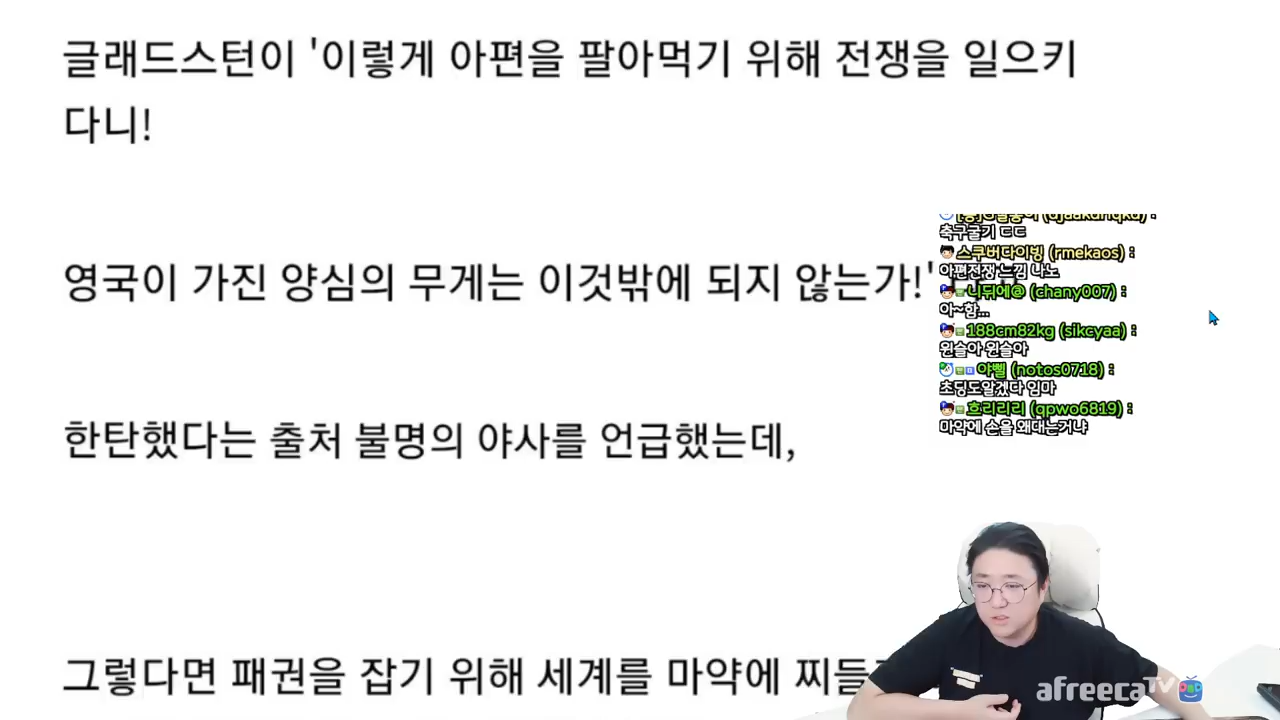 글래드스턴이 '이렇게 아편을 팔아먹기 위해 전쟁을 일으키
다니!
영국이 가진 양심의 무게는 이것밖에 되지 않는가!'
한탄했다는 출처 불명의 야사를 언급했는데,
그렇다면 패권을 잡기 위해 세계를 마약에 찌들
축구굴기 ㄷㄷ
스쿠버다이빙 (rmekaos) :
아편전쟁 느낌 나노
니뒤에@ (chany007) :
아~함...
188cm82kg (sikcyaa) :
원슬아 원슬아
야삘 (notos0718) :
초딩도알겠다 임마
흐리리리 (qpwo6819) :
마약에 손을 왜대는거냐
afreecaTV